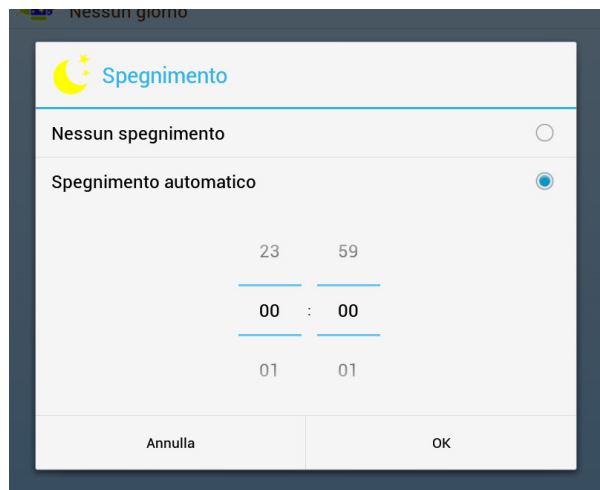 Nessun giorno
Spegnimento
Nessun spegnimento
Spegnimento automatico
23 59
00 : 00
01 01
Annulla OK